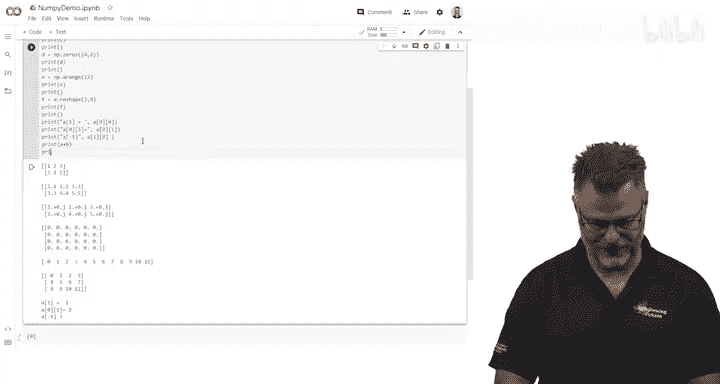 NumpyDemo.ipynb
Comment
Share
File Edit View Insert Runtime Tools Help
+ Code + Text
RAM
Disk
Editing
print()
d = np.zeros((4,6))
print(d)
print()
e = np.arange(12)
print(e)
print()
f = e.reshape(3,4)
print(f)
print()
print("a[1] = ", a[0][0])
print("a[0][1]=", a[0][1])
print("a[-1]", a[1][0] )
print(a+b)
pri
[[1 2 3]
[3 4 5]]
[[1.1 2.2 3.3]
[3.3 4.4 5.5]]
[[1.+0.j 2.+0.j 3.+0.j]
[3.+0.j 4.+0.j 5.+0.j]]
[[0. 0. 0. 0. 0. 0.]
[0. 0. 0. 0. 0. 0.]
[0. 0. 0. 0. 0. 0.]
[0. 0. 0. 0. 0. 0.]]
[ 0 1 2 3 4 5 6 7 8 9 10 11]
[[ 0 1 2 3]
[ 4 5 6 7]
[ 8 9 10 11]]
a[1] = 1
a[0][1]= 2
a[-1] 3
[0]